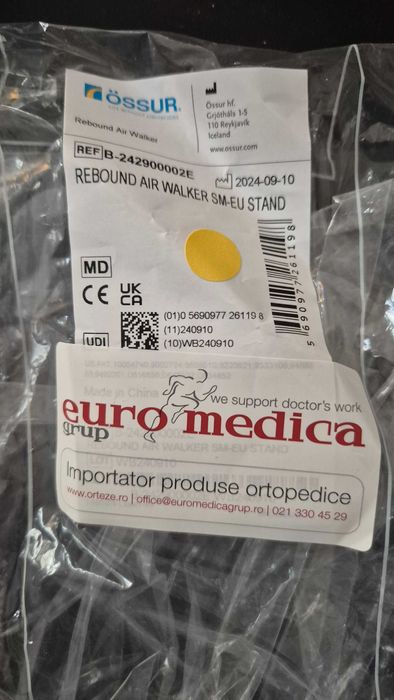 össur
Össur hf.
Grjótháls 1-5
110 Reykjavík
Iceland
www.ossur.com
Rebound Air Walker
REF B-242900002E
2024-09-10
REBOUND AIR WALKER SM-EU STAND
5 690977 261198
MD
CE UK CA
UDI
(01)0 5690977 26119 8
(11)240910
(10)WB240910
Made in China
we support doctor's work
euromedica
grup
REBOUND AIR WALKER SM-EU STAND
Importator produse ortopedice
www.orteze.ro | office@euromedicagrup.ro | 021 330 45 29